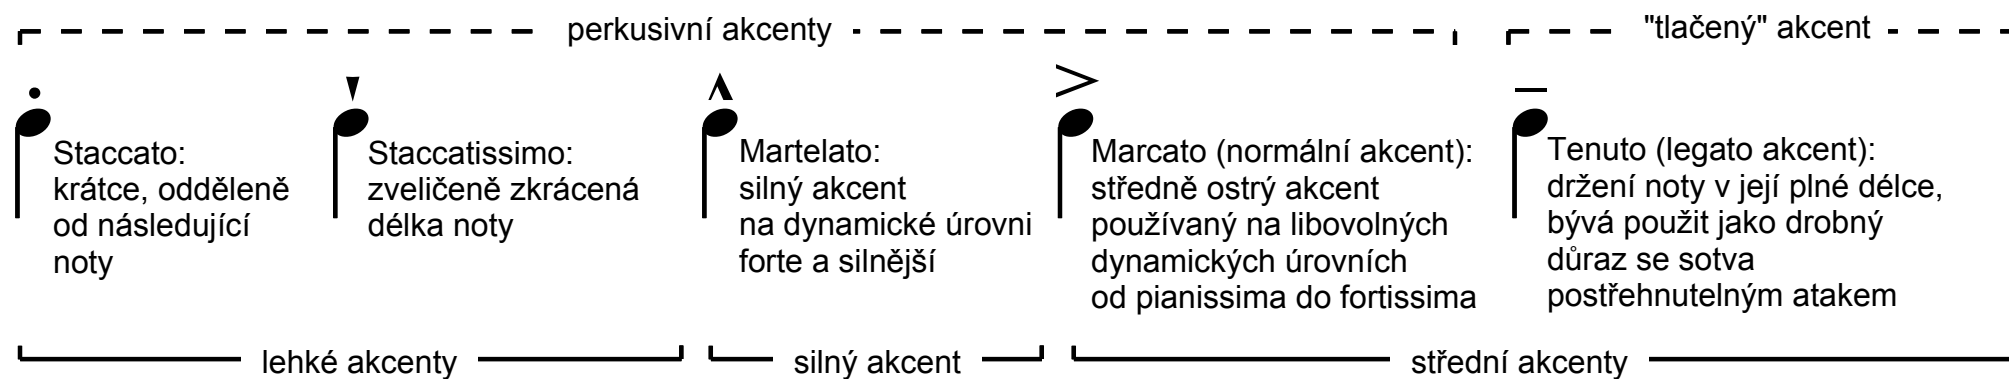 perkusivní akcenty
"tlačený" akcent
Staccato:
krátce, odděleně
od následující
noty
Staccatissimo:
zveličeně zkrácená
délka noty
Martelato:
silný akcent
na dynamické úrovni
forte a silnější
Marcato (normální akcent):
středně ostrý akcent
používaný na libovolných
dynamických úrovních
od pianissima do fortissima
Tenuto (legato akcent):
držení noty v její plné délce,
bývá použit jako drobný
důraz se sotva
postřehnutelným atakem
lehké akcenty
silný akcent
střední akcenty